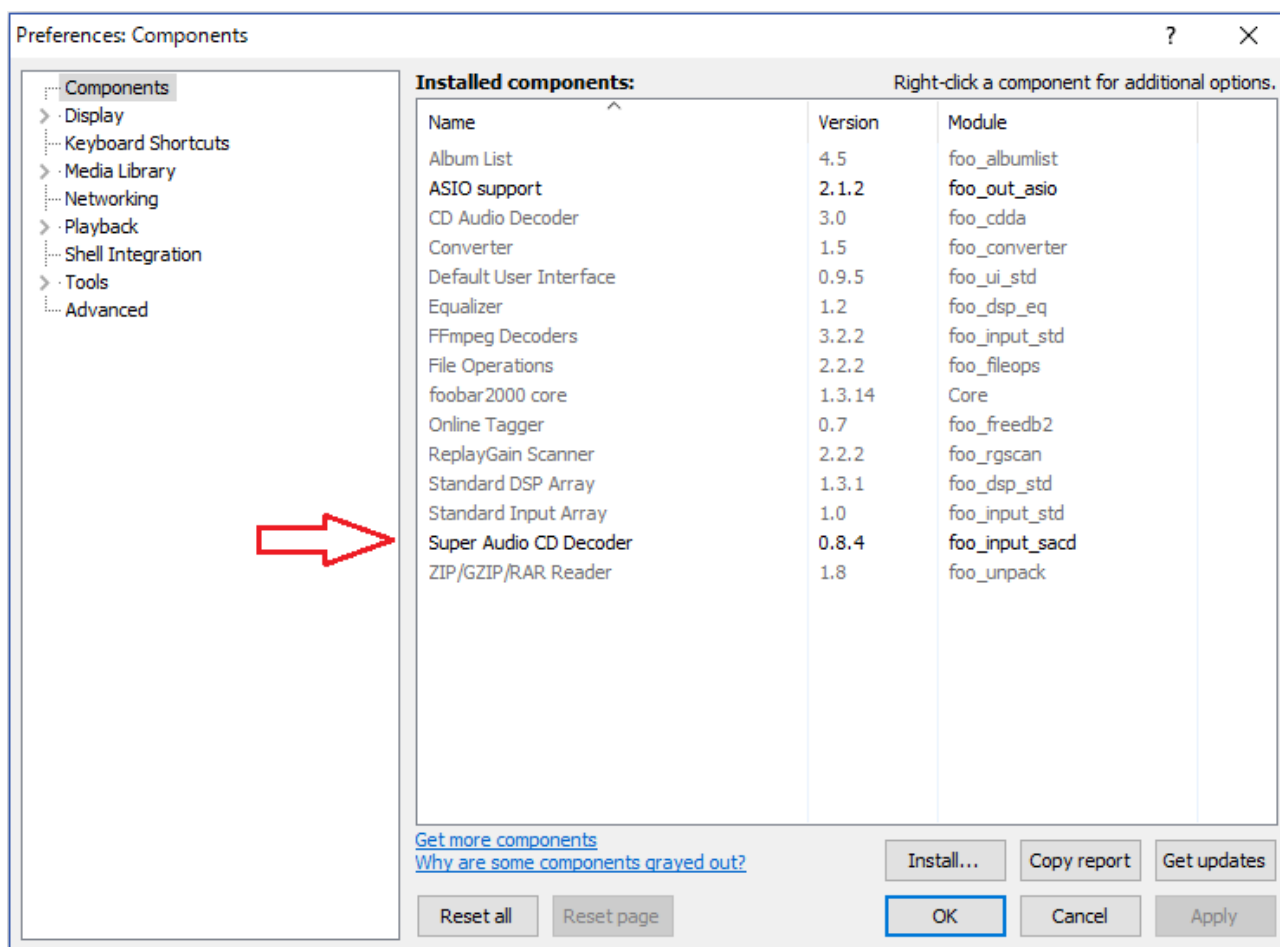 Preferences: Components ?
Components
Display
Keyboard Shortcuts
Media Library
Networking
Playback
Shell Integration
Tools
Advanced
Installed components: Right-click a component for additional options.
Name Version Module
Album List 4.5 foo_albumlist
ASIO support 2.1.2 foo_out_asio
CD Audio Decoder 3.0 foo_cdda
Converter 1.5 foo_converter
Default User Interface 0.9.5 foo_ui_std
Equalizer 1.2 foo_dsp_eq
FFmpeg Decoders 3.2.2 foo_input_std
File Operations 2.2.2 foo_fileops
foobar2000 core 1.3.14 Core
Online Tagger 0.7 foo_freedb2
ReplayGain Scanner 2.2.2 foo_rgscan
Standard DSP Array 1.3.1 foo_dsp_std
Standard Input Array 1.0 foo_input_std
Super Audio CD Decoder 0.8.4 foo_input_sacd
ZIP/GZIP/RAR Reader 1.8 foo_unpack
Get more components
Why are some components grayed out?
Install... Copy report Get updates
Reset all Reset page OK Cancel Apply